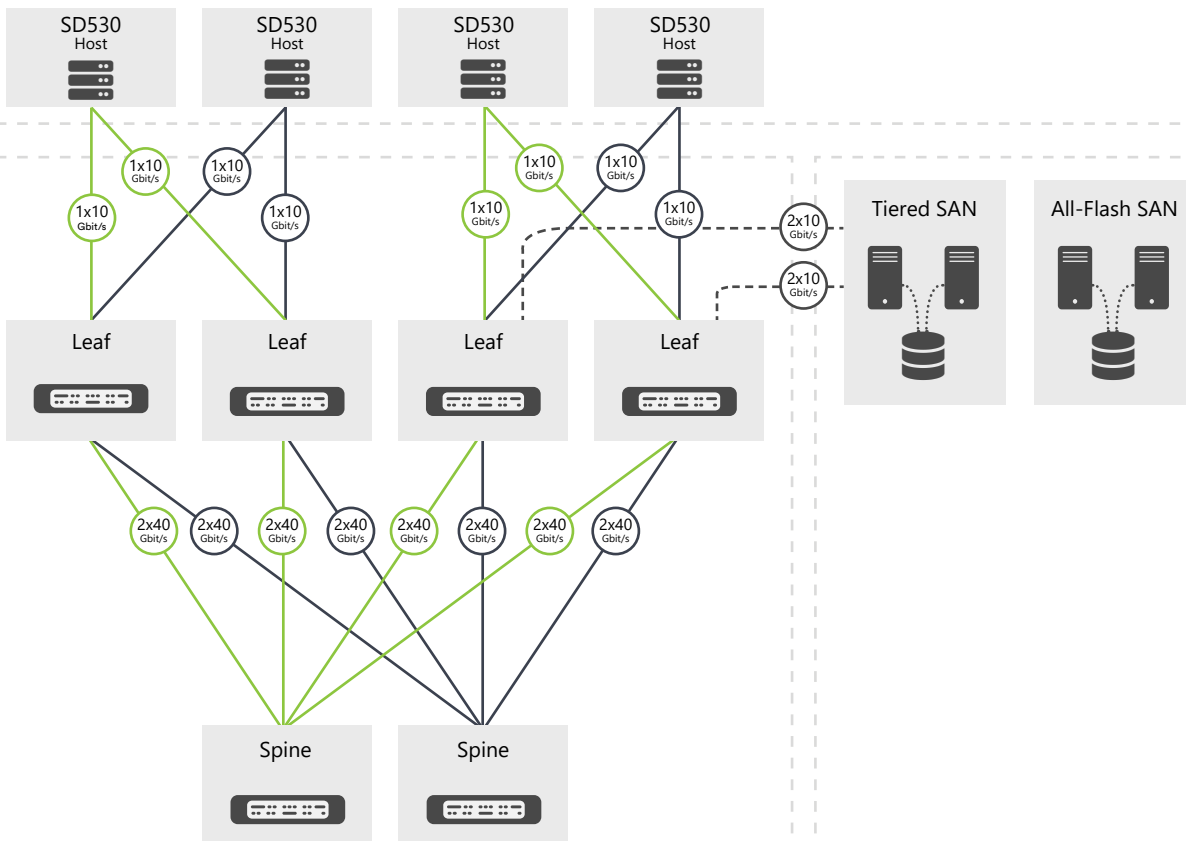 SD530
Host
SD530
Host
SD530
Host
SD530
Host
1x10
Gbit/s
1x10
Gbit/s
1x10
Gbit/s
1x10
Gbit/s
1x10
Gbit/s
1x10
Gbit/s
1x10
Gbit/s
1x10
Gbit/s
2x10
Gbit/s
2x10
Gbit/s
Tiered SAN
All-Flash SAN
Leaf
Leaf
Leaf
Leaf
2x40
Gbit/s
2x40
Gbit/s
2x40
Gbit/s
2x40
Gbit/s
2x40
Gbit/s
2x40
Gbit/s
2x40
Gbit/s
2x40
Gbit/s
Spine
Spine